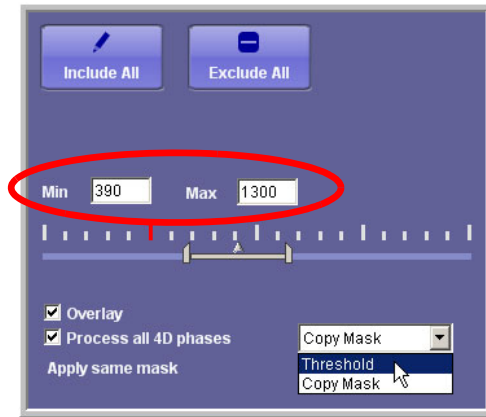 Include All Exclude All
Min 390 Max 1300
Overlay
Process all 4D phases Copy Mask
Apply same mask Threshold
Copy Mask